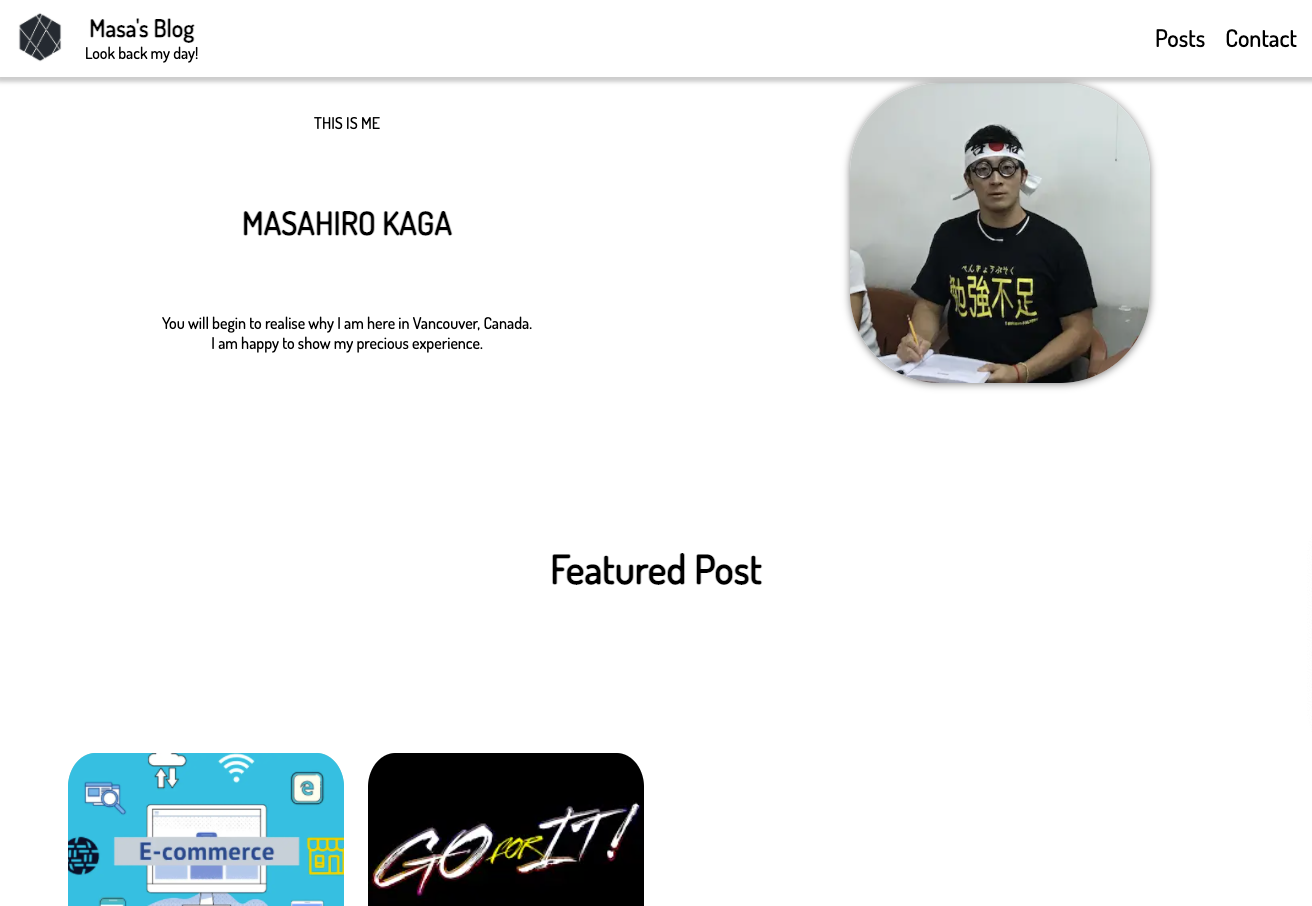 Masa's Blog
Look back my day!
Posts
Contact
THIS IS ME
MASAHIRO KAGA
You will begin to realise why I am here in Vancouver, Canada.
I am happy to show my precious experience.
べんきょうぶそく
勉強不足
Featured Post
e
E-commerce
GO FOR IT!